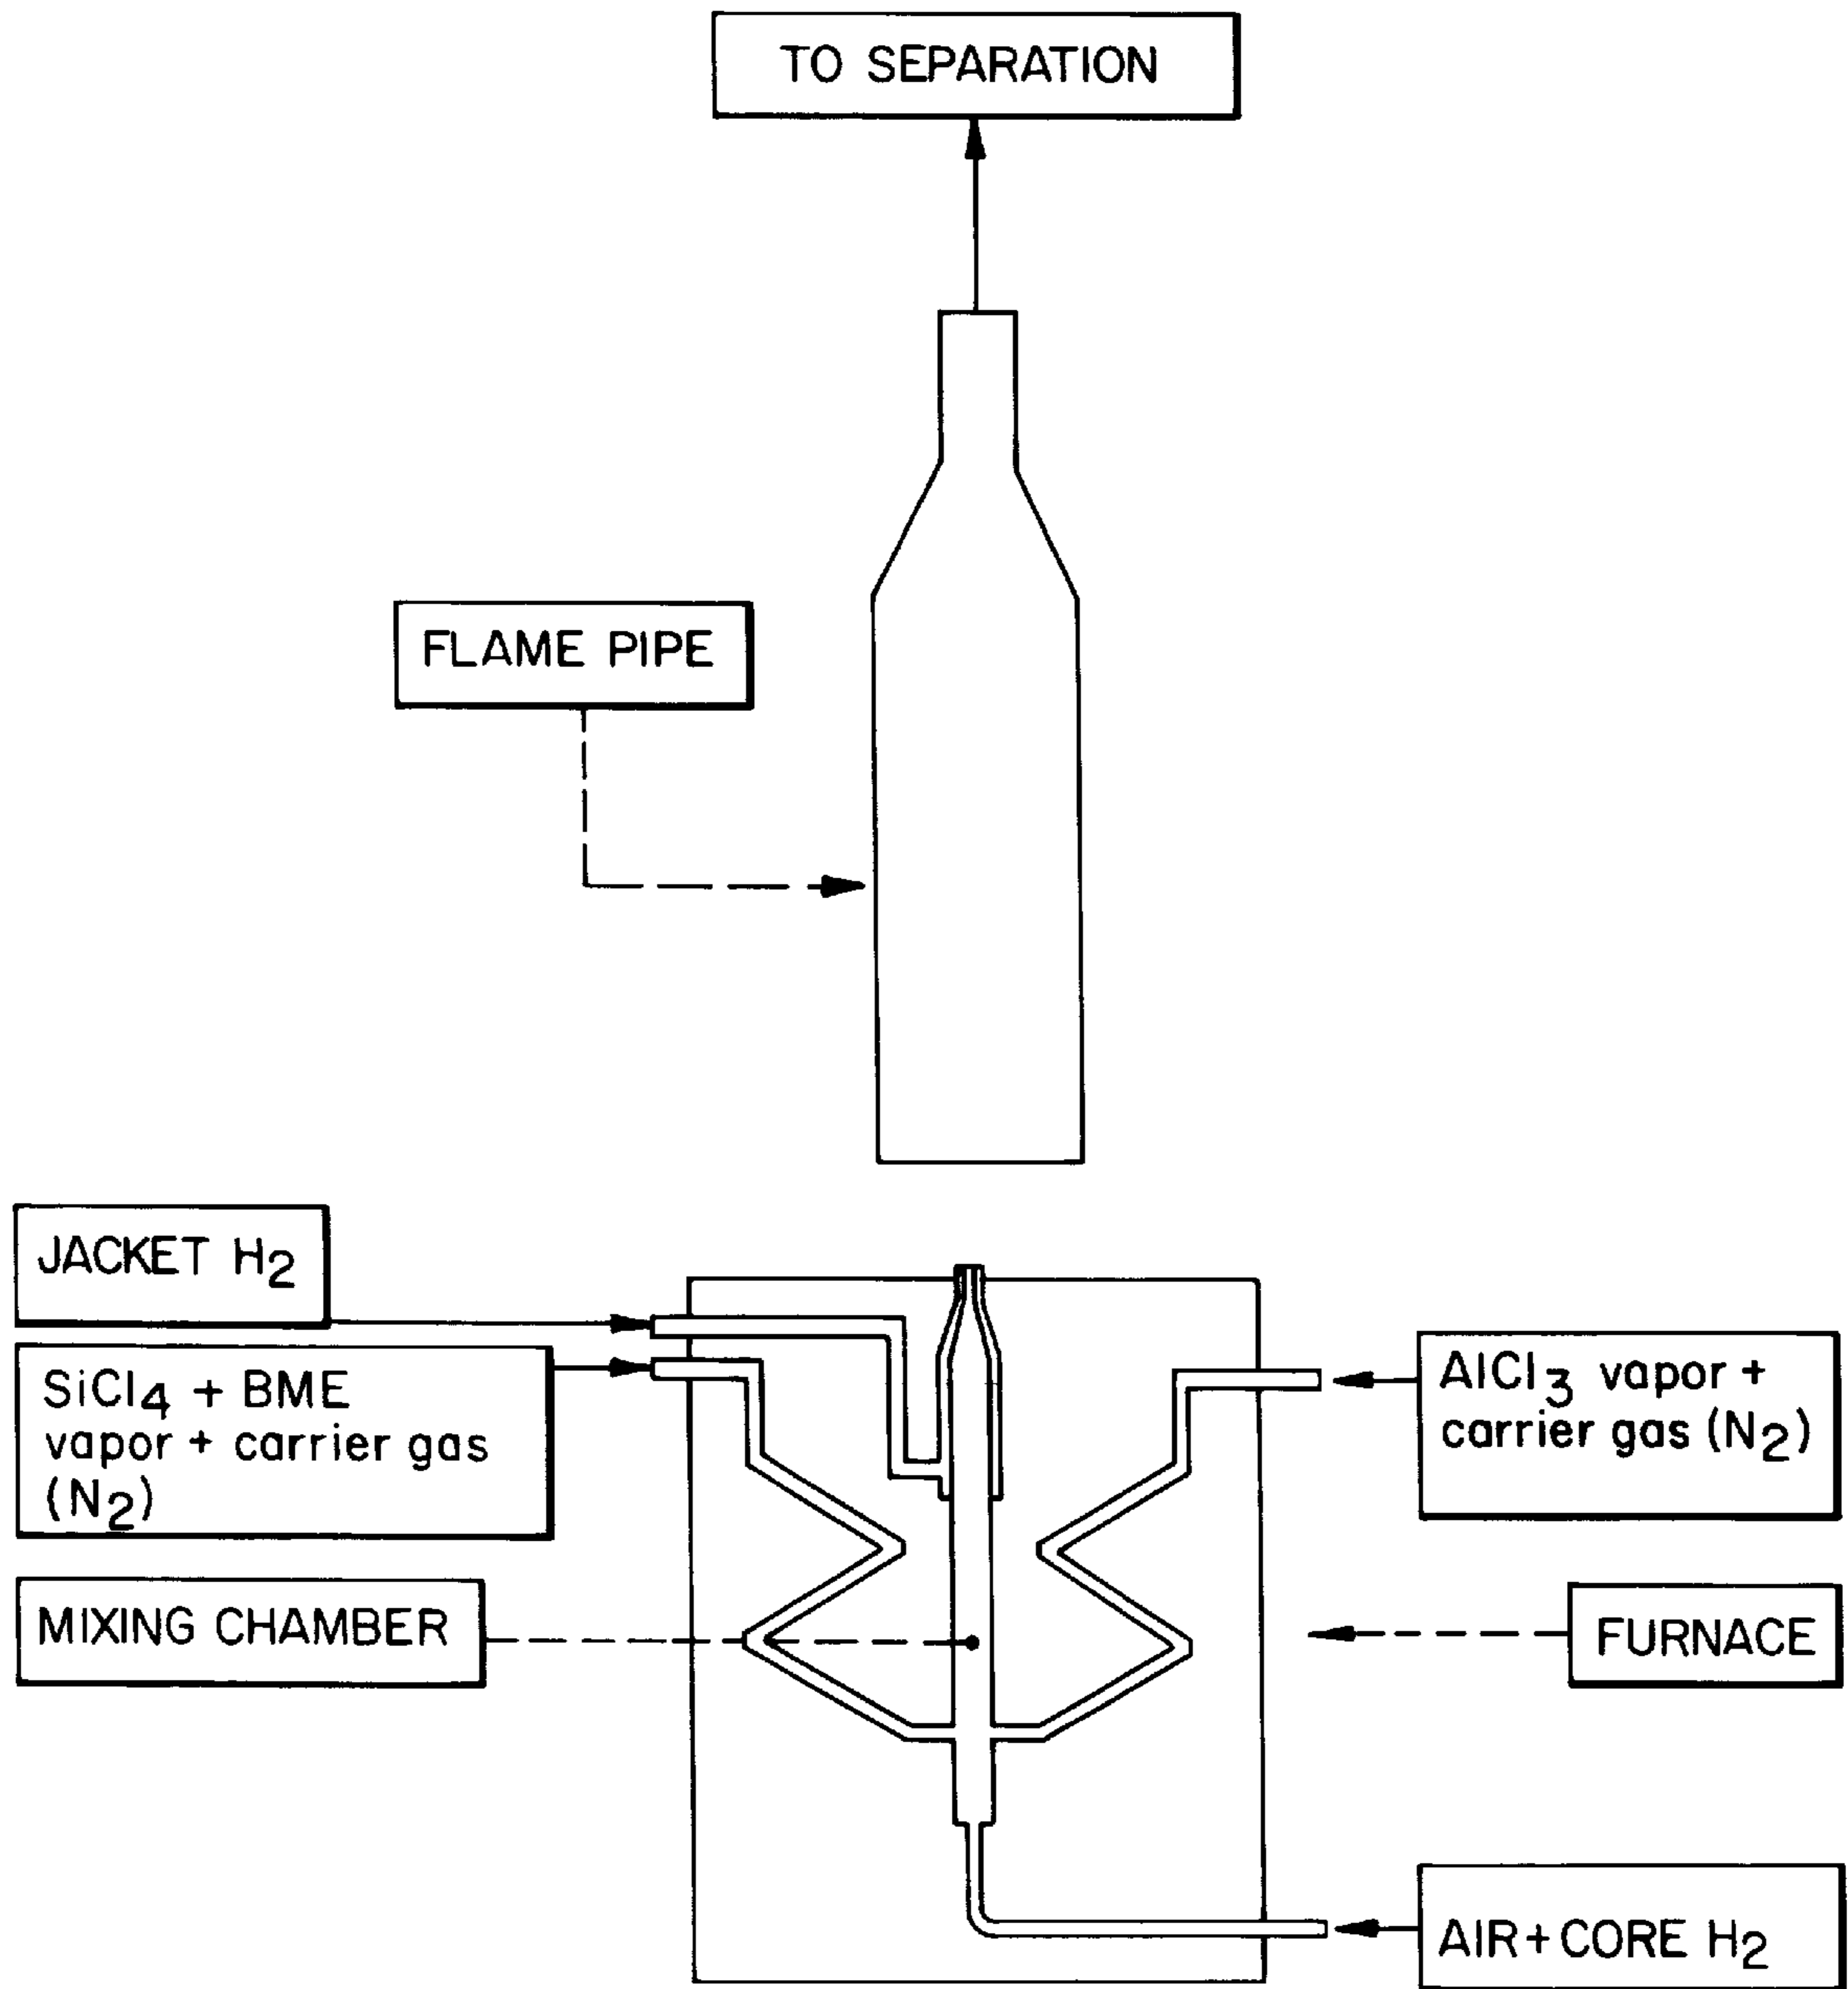 TO SEPARATION
FLAME PIPE
JACKET H2
SiCl4 + BME
vapor + carrier gas
(N2)
AlCl3 vapor +
carrier gas (N2)
MIXING CHAMBER
FURNACE
AIR+CORE H2